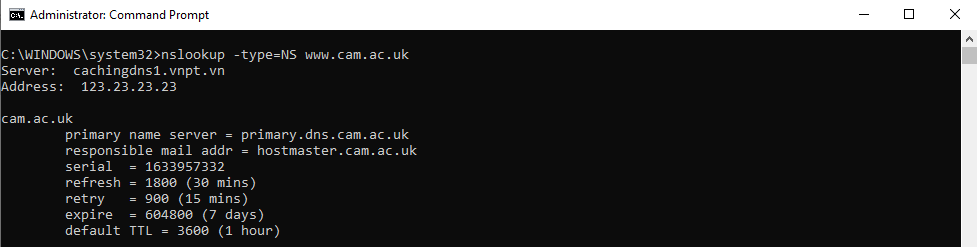 Administrator: Command Prompt
C:\WINDOWS\system32>nslookup -type=NS www.cam.ac.uk
Server:  cachingdns1.vnpt.vn
Address:  123.23.23.23
cam.ac.uk
        primary name server = primary.dns.cam.ac.uk
        responsible mail addr = hostmaster.cam.ac.uk
        serial  = 1633957332
        refresh = 1800 (30 mins)
        retry   = 900 (15 mins)
        expire  = 604800 (7 days)
        default TTL = 3600 (1 hour)